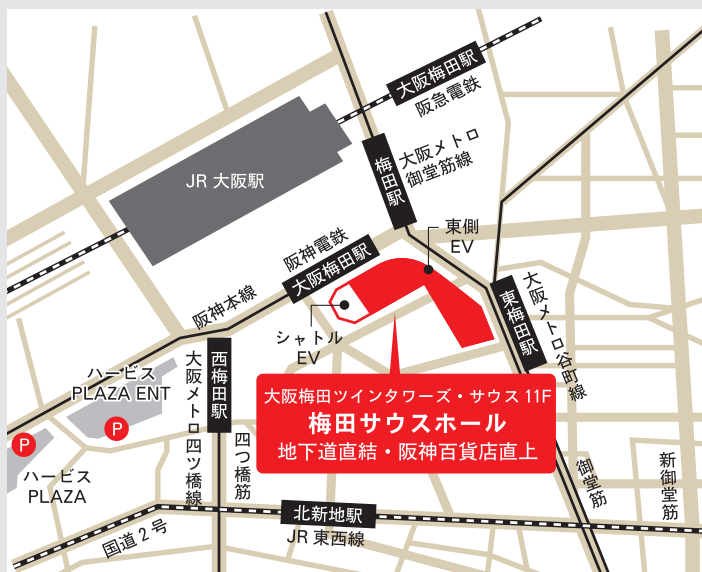 大阪梅田駅
阪急電鉄
梅田駅
大阪メトロ
御堂筋線
JR 大阪駅
東側
EV
阪神電鉄
大阪梅田駅
阪神本線
シャトル
EV
東梅田駅
大阪メトロ谷町線
大阪梅田ツインタワーズ・サウス 11F
梅田サウスホール
地下道直結・阪神百貨店直上
ハービス
PLAZA ENT
P
P
ハービス
PLAZA
西梅田駅
大阪メトロ四ツ橋線
四つ橋筋
御堂筋
新御堂筋
北新地駅
JR 東西線
国道2号